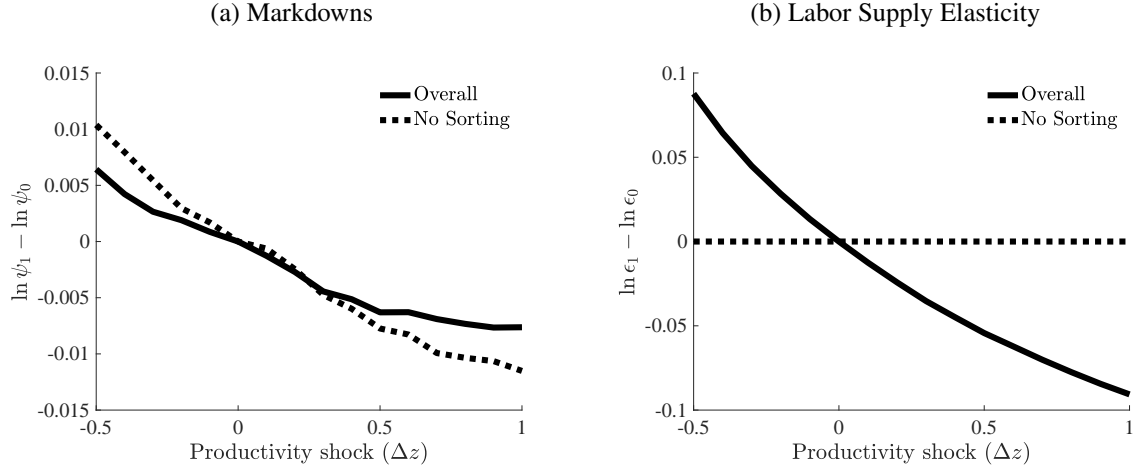 (a) Markdowns
0.015
0.01
0.005
0
-0.005
-0.01
-0.015
-0.5
0
0.5
1
ln ψ₁ − ln ψ₀
Productivity shock (Δz)
Overall
No Sorting
(b) Labor Supply Elasticity
0.1
0.05
0
-0.05
-0.1
-0.5
0
0.5
1
ln ϵ₁ − ln ϵ₀
Productivity shock (Δz)
Overall
No Sorting